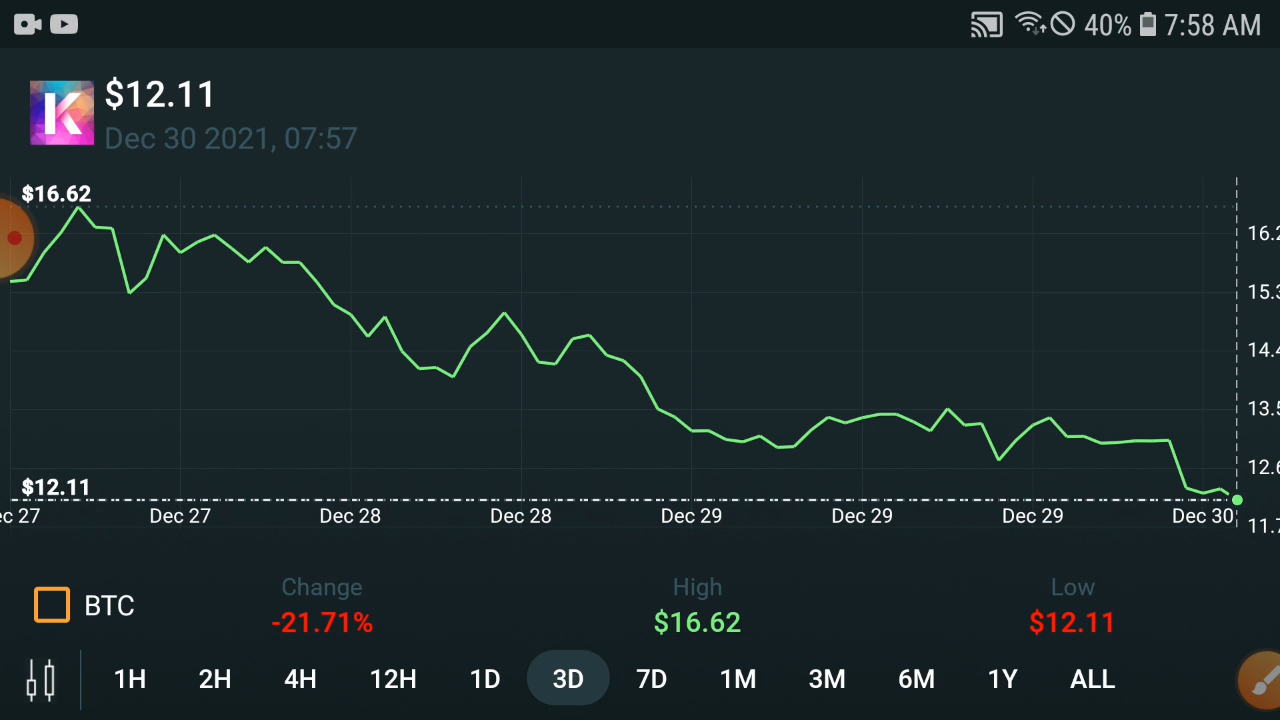 40% 7:58 AM
K
$12.11
Dec 30 2021, 07:57
$16.62
16.2
15.3
14.4
13.5
12.6
$12.11
11.7
ec 27 Dec 27 Dec 28 Dec 28 Dec 29 Dec 29 Dec 29 Dec 30
BTC
Change High Low
-21.71% $16.62 $12.11
1H 2H 4H 12H 1D 3D 7D 1M 3M 6M 1Y ALL